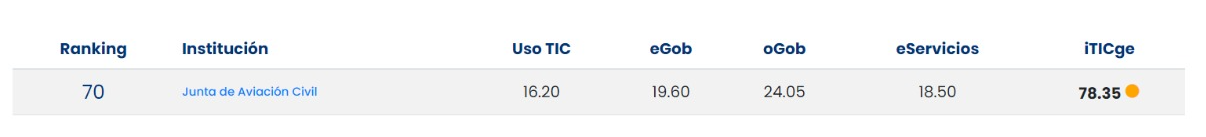 Ranking Institución Uso TIC eGob oGob eServicios iTICge
70 Junta de Aviación Civil 16.20 19.60 24.05 18.50 78.35